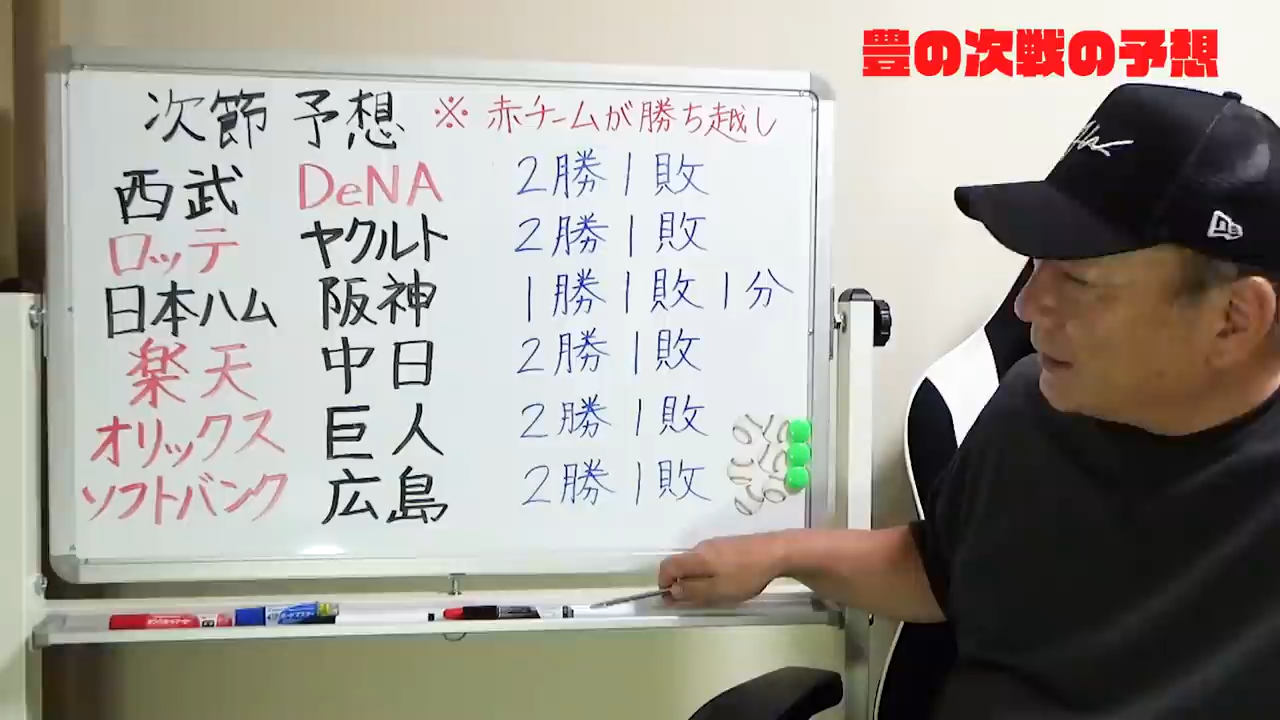 豊の次戦の予想
次節 予想 ※ 赤チームが勝ち越し
西武 DeNA 2勝1敗
ロッテ ヤクルト 2勝1敗
日本ハム 阪神 1勝1敗1分
楽天 中日 2勝1敗
オリックス 巨人 2勝1敗
ソフトバンク 広島 2勝1敗